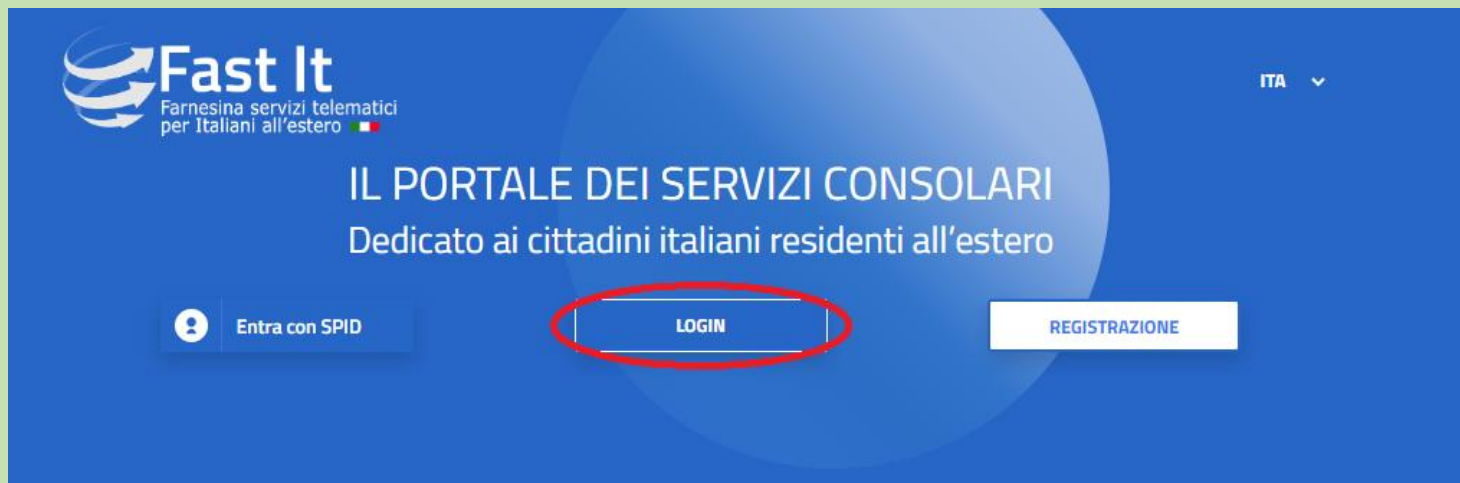 Fast It
Farnesina servizi telematici
per Italiani all'estero
ITA
IL PORTALE DEI SERVIZI CONSOLARI
Dedicato ai cittadini italiani residenti all'estero
Entra con SPID
LOGIN
REGISTRAZIONE